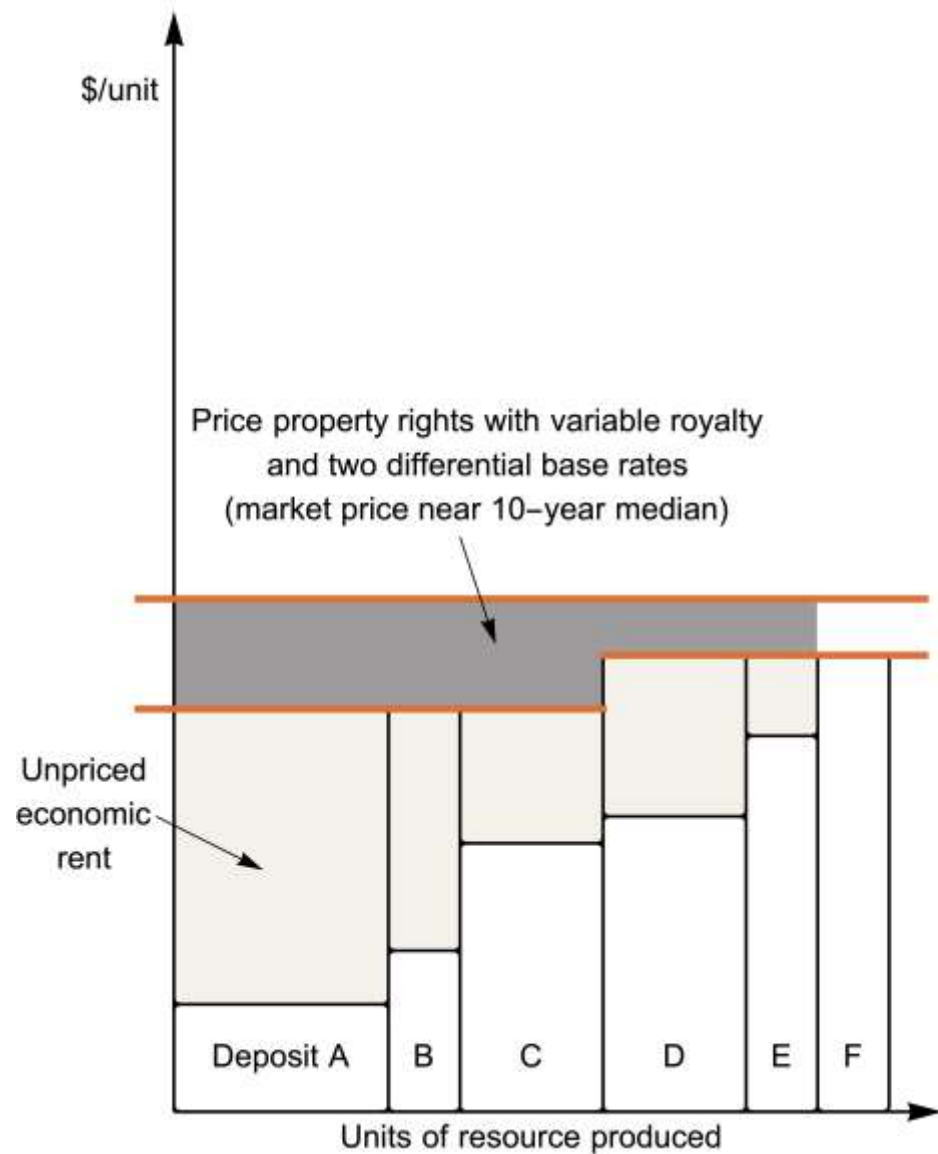 $/unit
Price property rights with variable royalty
and two differential base rates
(market price near 10–year median)
Unpriced
economic
rent
Deposit A
B
C
D
E
F
Units of resource produced